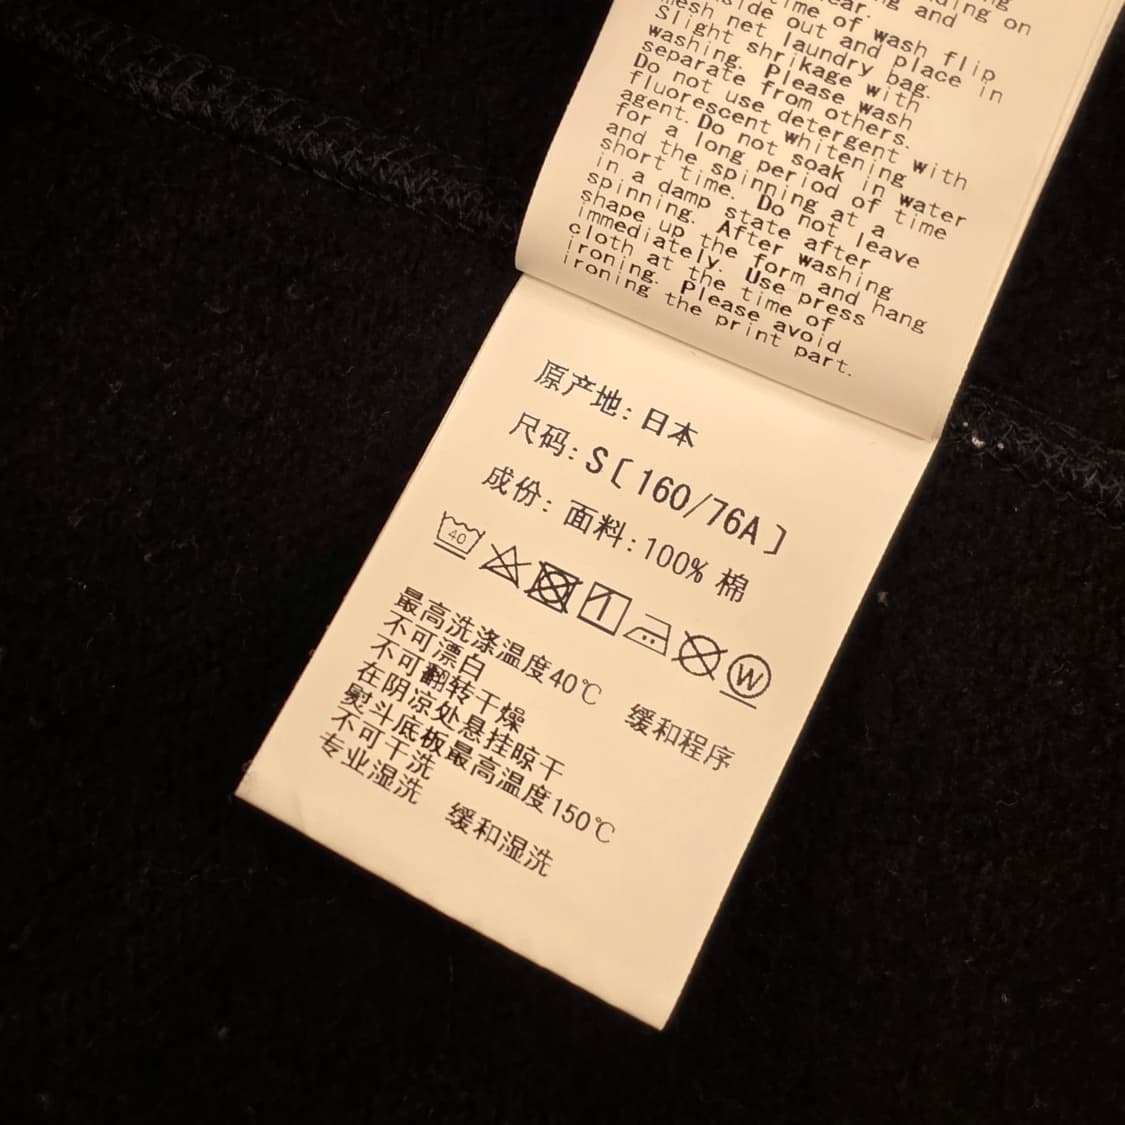 ding on
ear.
ng and
time of wash flip
side out and place in
mesh net laundry bag.
Slight shrikage with
washing. Please wash
separate from others.
Do not use detergent with
fluorescent whitening
agent. Do not soak in water
for a long period of time
and the spinning at a
short time. Do not leave
in a damp state after
spinning. After washing
shape up the form and hang
immediately. Use press
cloth at the time of
ironing. Please avoid
ironing the print part.
原产地: 日本
尺码: S [160/76A]
成份: 面料: 100% 棉
40
W
最高洗涤温度40℃ 缓和程序
不可漂白
不可翻转干燥
在阴凉处悬挂晾干
熨斗底板最高温度150℃
不可干洗
专业湿洗 缓和湿洗